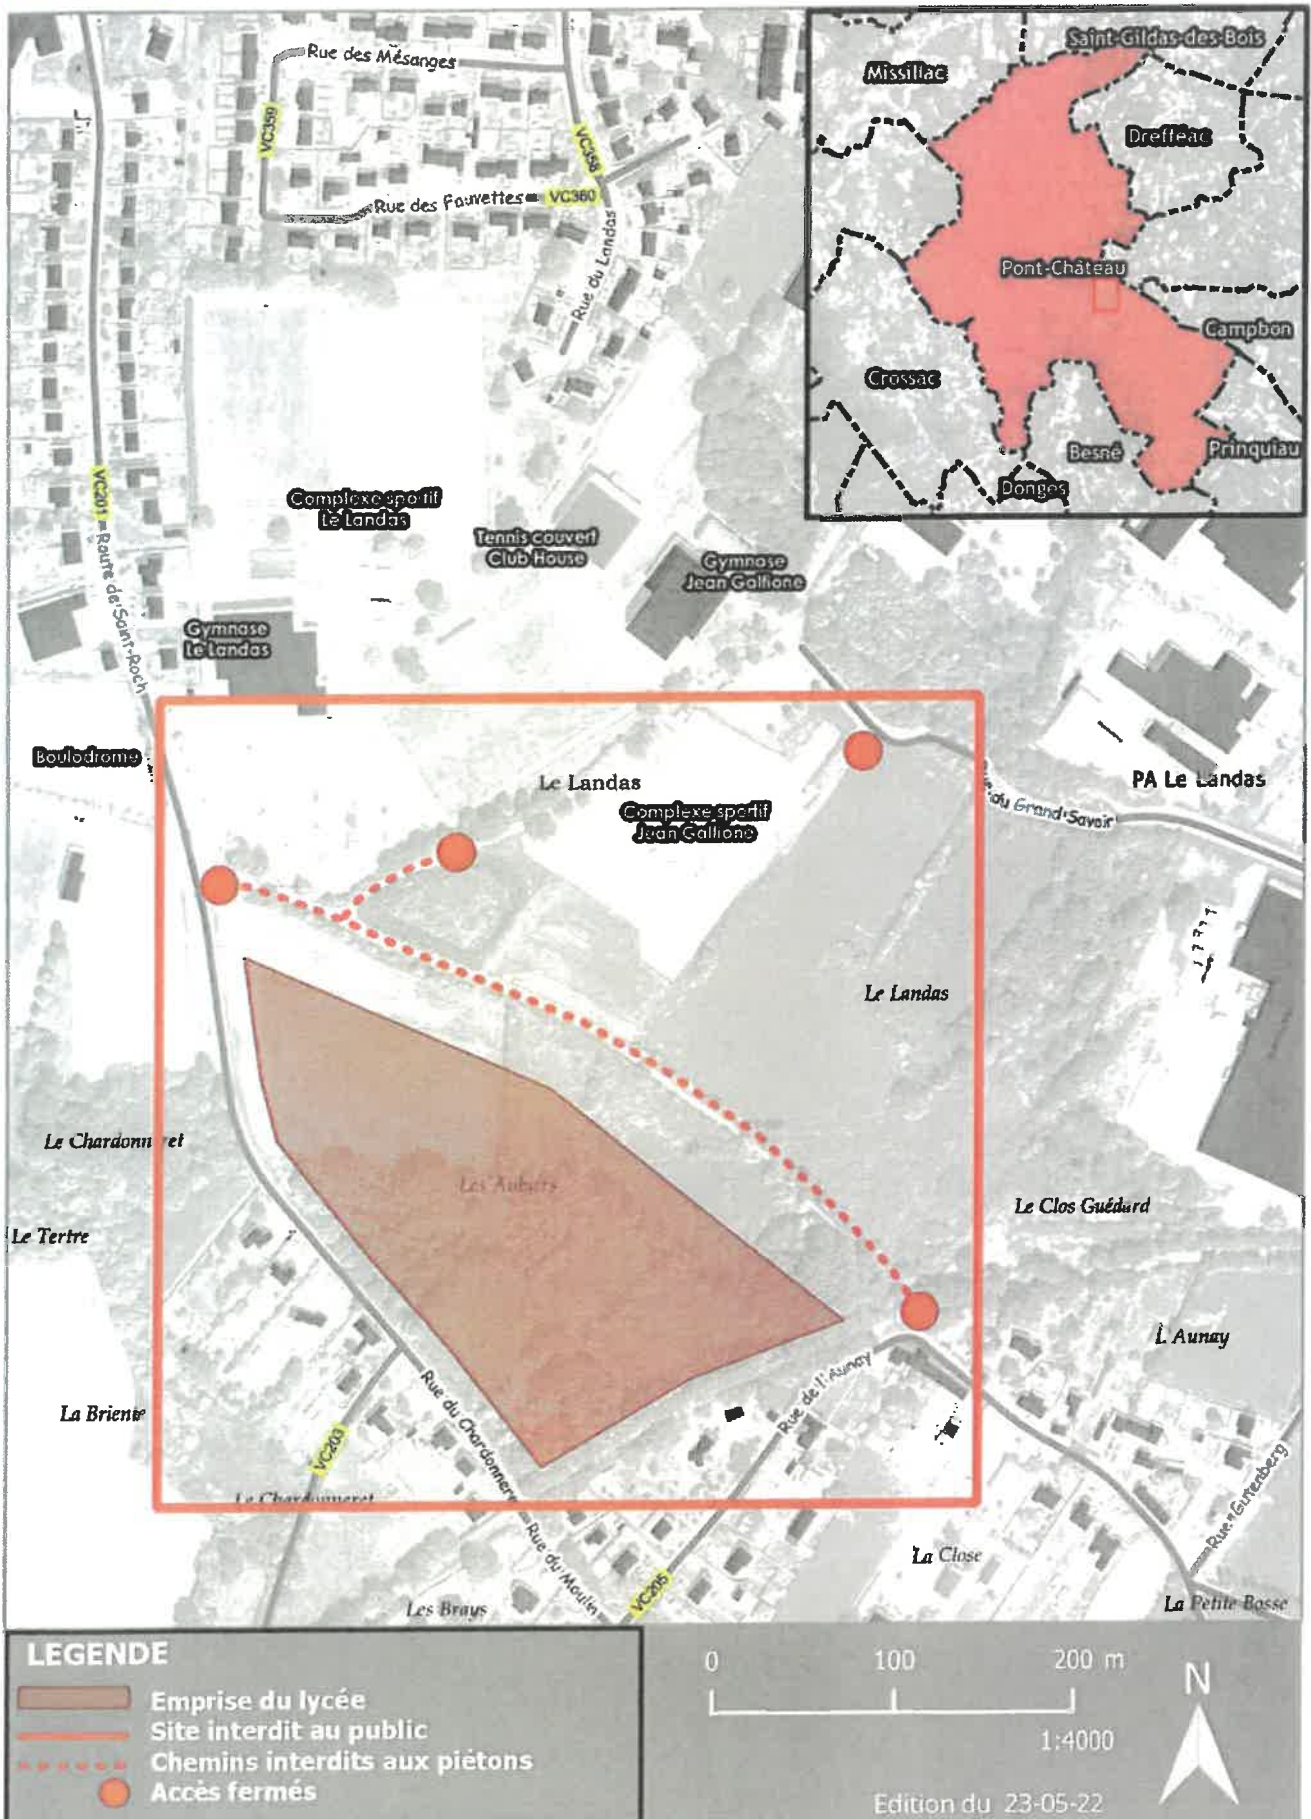 Rue des Mésanges
VC359
VC358
Rue des Fauvettes
VC360
Rue du Landas
Saint-Gildas-des-Bois
Missillac
Drefféac
Pont-Château
Campbon
Crossac
Besné
Prinquiau
Donges
VC201
Route de Saint-Roch
Complexe sportif
Le Landas
Tennis couvert
Club House
Gymnase
Jean Galfione
Gymnase
Le Landas
Boulodrome
Le Landas
Complexe sportif
Jean Galfione
PA Le Landas
Rue du Grand Savoir
Le Landas
Le Chardonneret
Les Aubiers
Le Clos Guédard
Le Tertre
L'Aunay
La Briente
Rue du Chardonneret
Rue de l'Aunay
VC203
Le Chardonneret
Rue Gutenberg
Rue du Moulin
La Close
VC205
Les Brays
La Petite Bosse
LEGENDE
Emprise du lycée
Site interdit au public
Chemins interdits aux piétons
Accès fermés
0 100 200 m
1:4000
N
Edition du 23-05-22